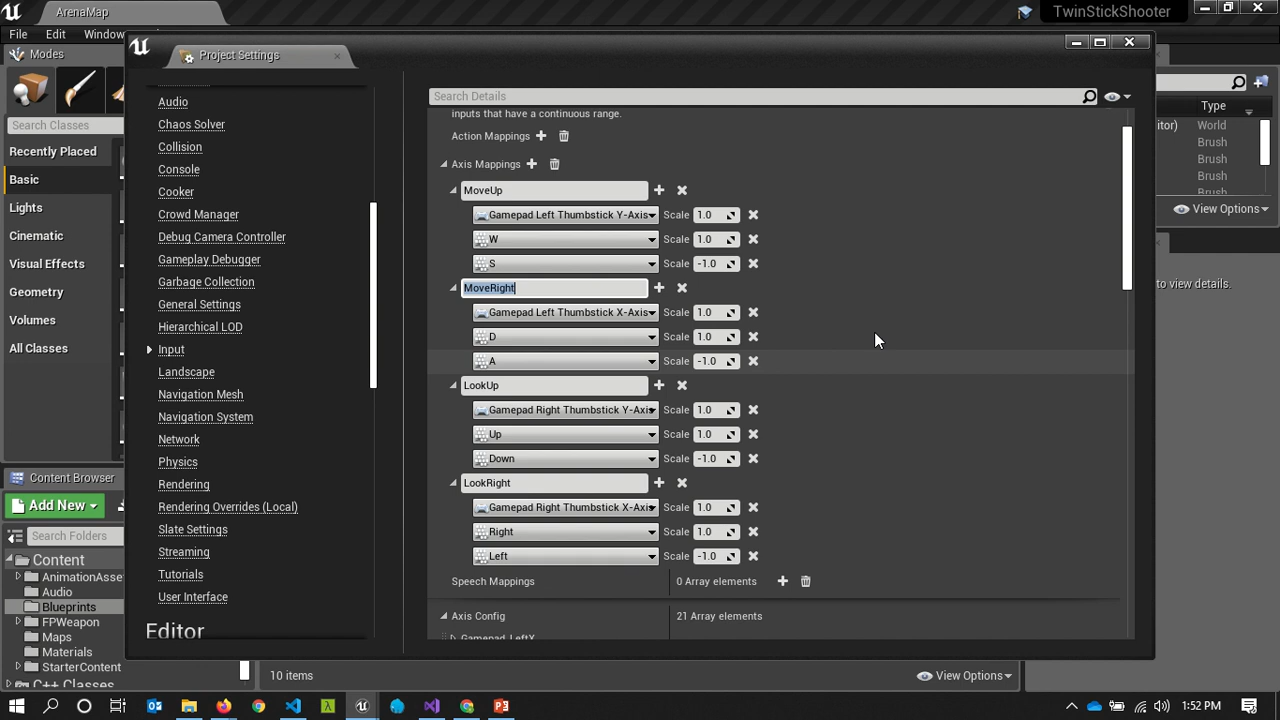 ArenaMap
TwinStickShooter
File Edit Window
Modes
Project Settings
Search Classes
Recently Placed
Basic
Lights
Cinematic
Visual Effects
Geometry
Volumes
All Classes
Audio
Chaos Solver
Collision
Console
Cooker
Crowd Manager
Debug Camera Controller
Gameplay Debugger
Garbage Collection
General Settings
Hierarchical LOD
Input
Landscape
Navigation Mesh
Navigation System
Network
Physics
Rendering
Rendering Overrides (Local)
Slate Settings
Streaming
Tutorials
User Interface
Editor
Search Details
inputs that have a continuous range.
Action Mappings
Axis Mappings
MoveUp
Gamepad Left Thumbstick Y-Axis Scale 1.0
W Scale 1.0
S Scale -1.0
MoveRight
Gamepad Left Thumbstick X-Axis Scale 1.0
D Scale 1.0
A Scale -1.0
LookUp
Gamepad Right Thumbstick Y-Axis Scale 1.0
Up Scale 1.0
Down Scale -1.0
LookRight
Gamepad Right Thumbstick X-Axis Scale 1.0
Right Scale 1.0
Left Scale -1.0
Speech Mappings 0 Array elements
Axis Config 21 Array elements
Gamepad_LeftX
Type
itor) World
Brush
Brush
Brush
View Options
to view details.
Content Browser
Add New
Search Folders
Content
AnimationAsse
Audio
Blueprints
FPWeapon
Maps
Materials
StarterContent
C++ Classes
10 items
View Options
1:52 PM